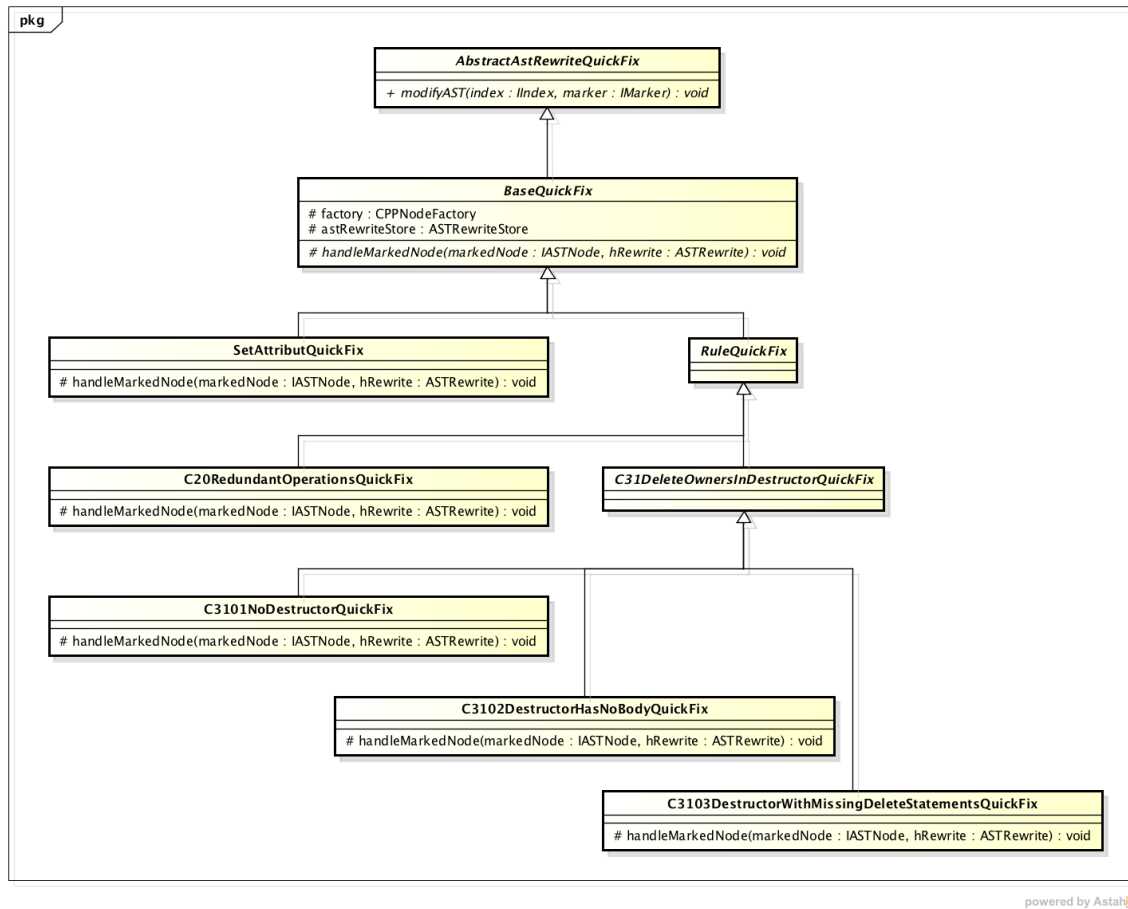 pkg
AbstractAstRewriteQuickFix
+ modifyAST(index : IIndex, marker : IMarker) : void
BaseQuickFix
# factory : CPPNodeFactory
# astRewriteStore : ASTRewriteStore
# handleMarkedNode(markedNode : IASTNode, hRewrite : ASTRewrite) : void
SetAttributQuickFix
# handleMarkedNode(markedNode : IASTNode, hRewrite : ASTRewrite) : void
RuleQuickFix
C20RedundantOperationsQuickFix
# handleMarkedNode(markedNode : IASTNode, hRewrite : ASTRewrite) : void
C31DeleteOwnersInDestructorQuickFix
C3101NoDestructorQuickFix
# handleMarkedNode(markedNode : IASTNode, hRewrite : ASTRewrite) : void
C3102DestructorHasNoBodyQuickFix
# handleMarkedNode(markedNode : IASTNode, hRewrite : ASTRewrite) : void
C3103DestructorWithMissingDeleteStatementsQuickFix
# handleMarkedNode(markedNode : IASTNode, hRewrite : ASTRewrite) : void
powered by Astah